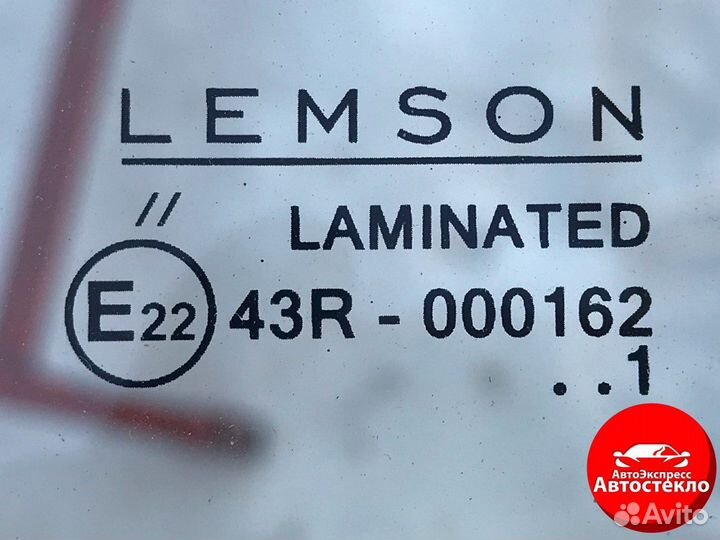 LEMSON
// LAMINATED
E22 43R - 000162
. . 1
АвтоЭкспресс
Автостекло
Avito